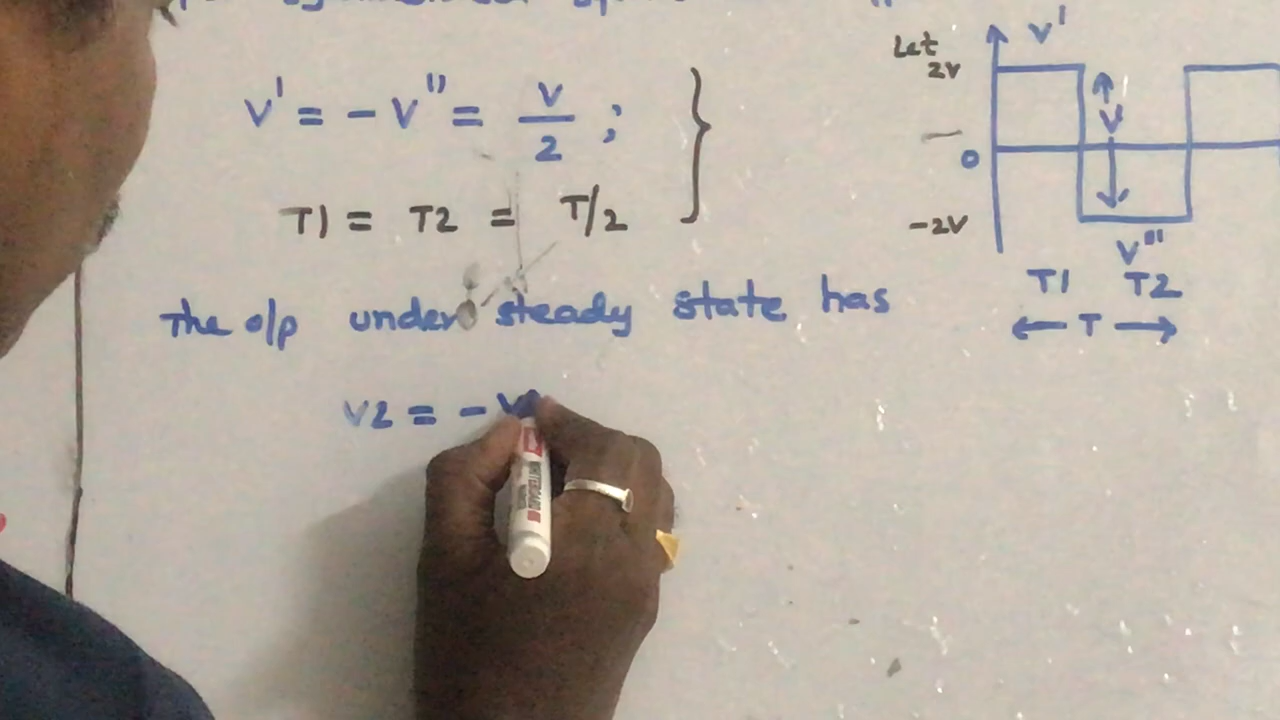 V' = - V" = V/2 ;
T1 = T2 = T/2
The o/p under steady state has
V2 = - V
Let
2V
V'
V
0
-2V
V"'
T1 T2
← T →